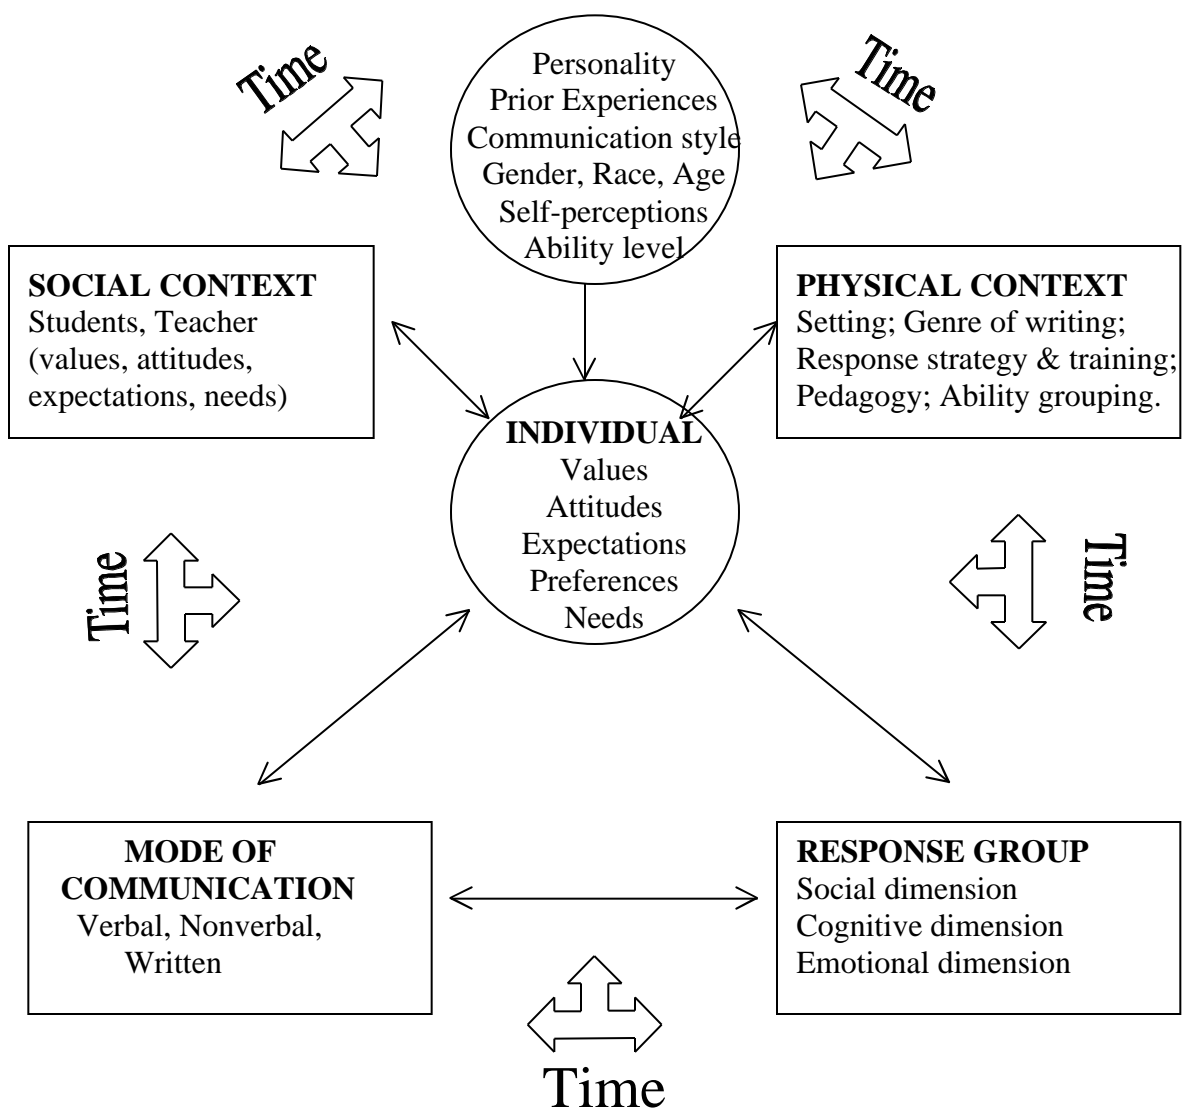 Time
Personality
Prior Experiences
Communication style
Gender, Race, Age
Self-perceptions
Ability level
Time
SOCIAL CONTEXT
Students, Teacher
(values, attitudes,
expectations, needs)
PHYSICAL CONTEXT
Setting; Genre of writing;
Response strategy & training;
Pedagogy; Ability grouping.
INDIVIDUAL
Values
Attitudes
Expectations
Preferences
Needs
Time
Time
MODE OF
COMMUNICATION
Verbal, Nonverbal,
Written
RESPONSE GROUP
Social dimension
Cognitive dimension
Emotional dimension
Time